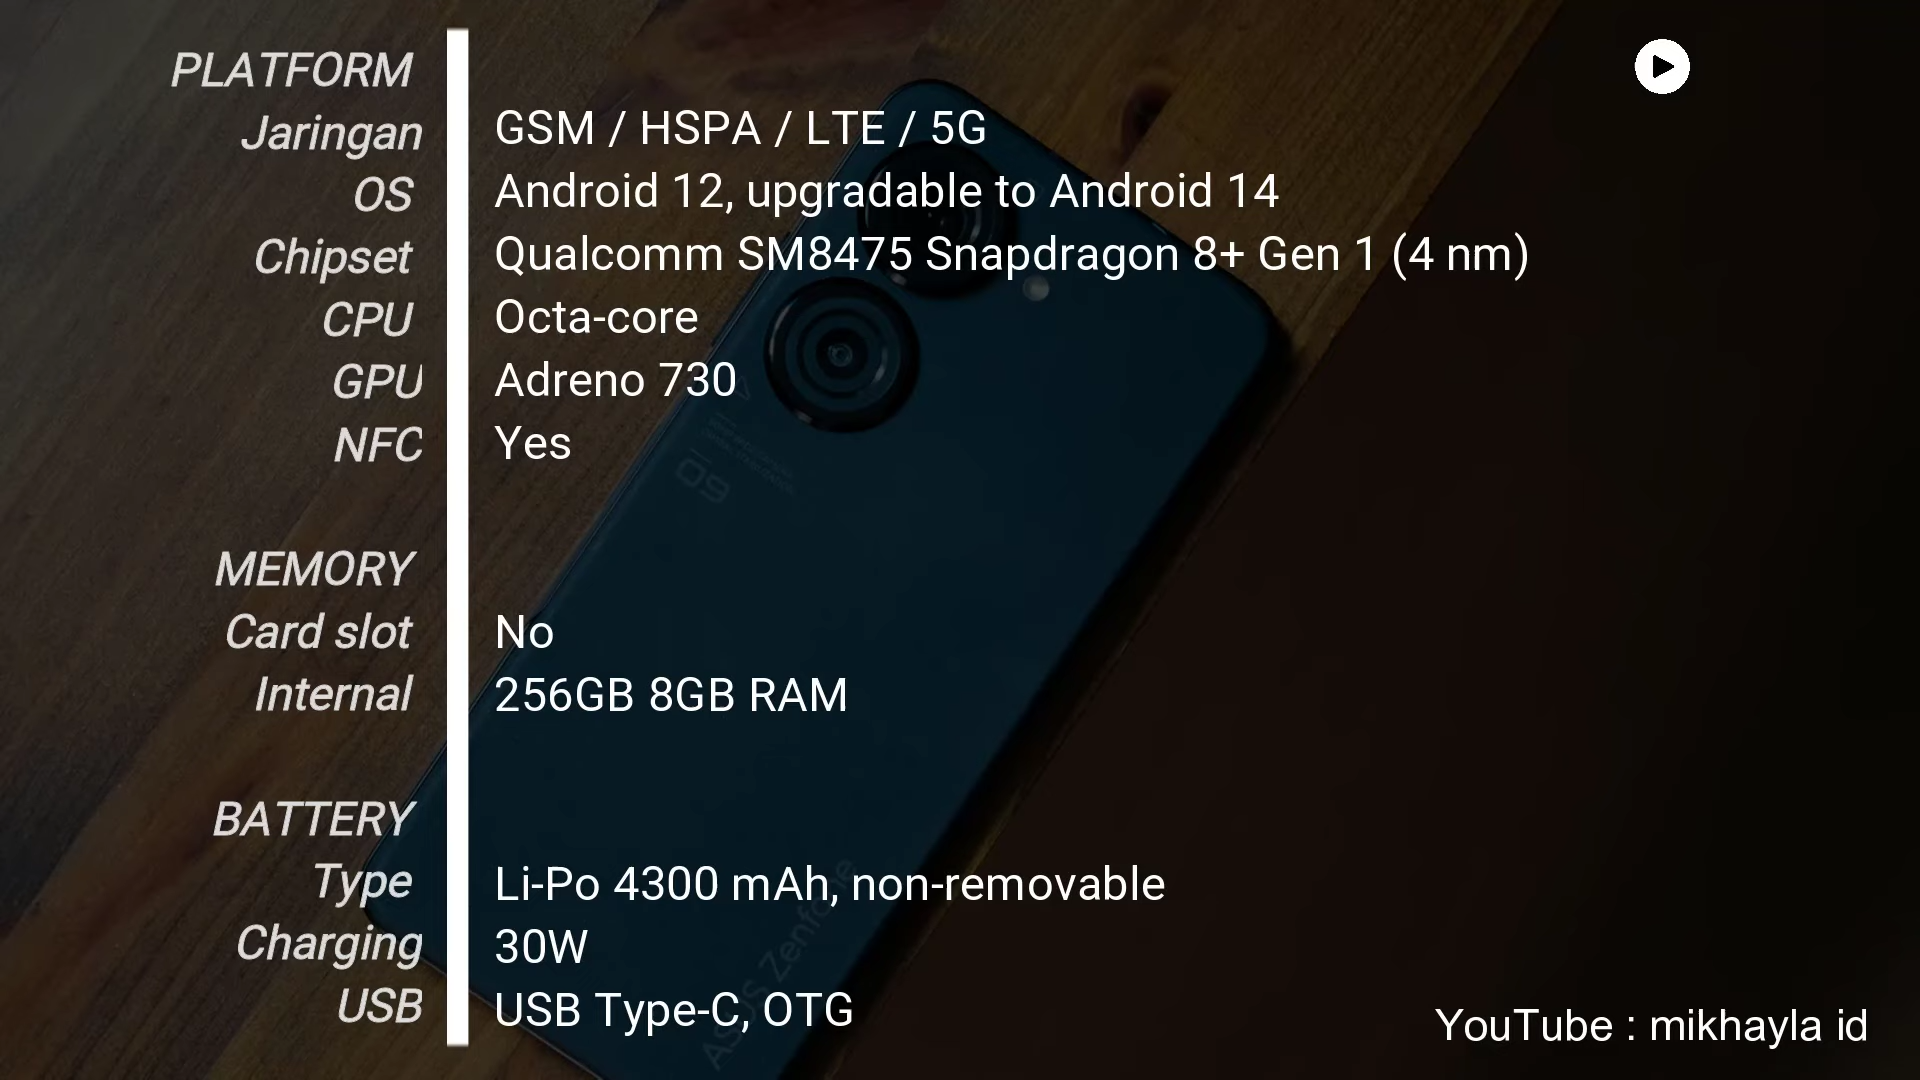 PLATFORM
Jaringan GSM / HSPA / LTE / 5G
OS Android 12, upgradable to Android 14
Chipset Qualcomm SM8475 Snapdragon 8+ Gen 1 (4 nm)
CPU Octa-core
GPU Adreno 730
NFC Yes
MEMORY
Card slot No
Internal 256GB 8GB RAM
BATTERY
Type Li-Po 4300 mAh, non-removable
Charging 30W
USB USB Type-C, OTG
ASUS Zenfone
YouTube : mikhayla id